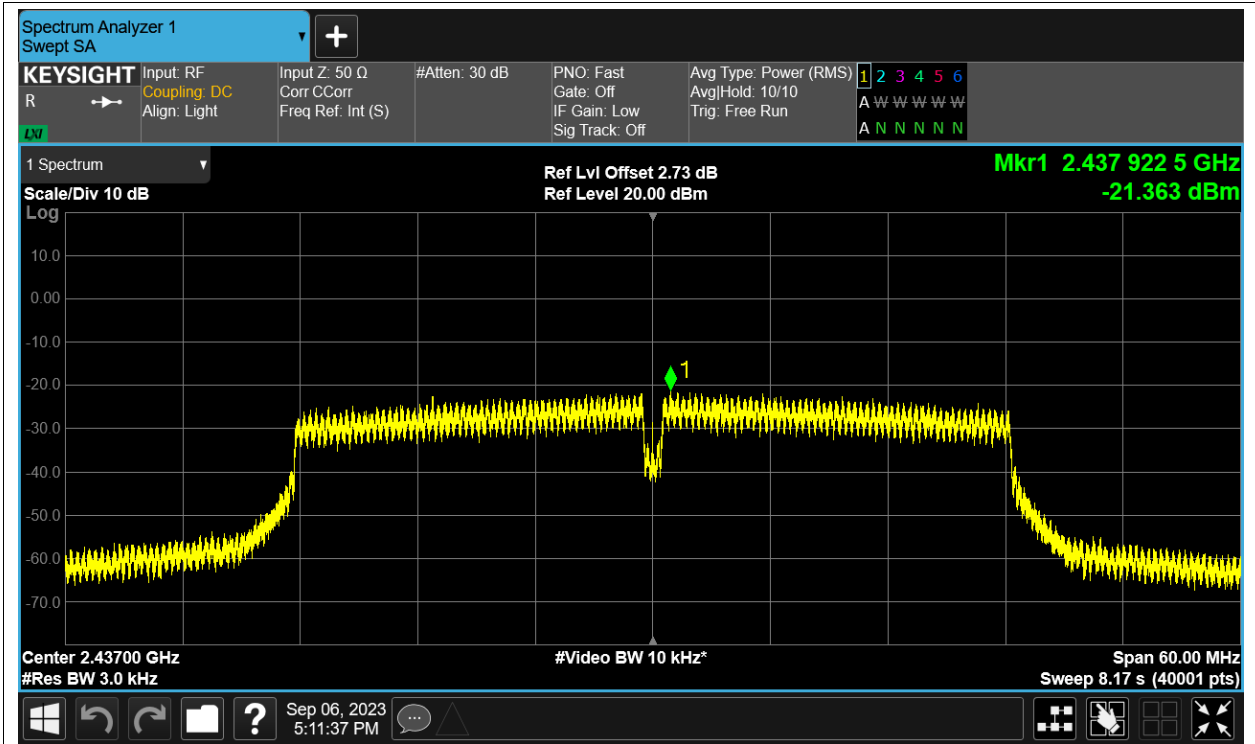 Spectrum Analyzer 1
Swept SA
+
KEYSIGHT
R
LXI
Input: RF
Coupling: DC
Align: Light
Input Z: 50 Ω
Corr CCorr
Freq Ref: Int (S)
#Atten: 30 dB
PNO: Fast
Gate: Off
IF Gain: Low
Sig Track: Off
Avg Type: Power (RMS)
Avg|Hold: 10/10
Trig: Free Run
1 2 3 4 5 6
A W W W W W
A N N N N N
1 Spectrum
Scale/Div 10 dB
Log
Ref Lvl Offset 2.73 dB
Ref Level 20.00 dBm
Mkr1 2.437 922 5 GHz
-21.363 dBm
10.0
0.00
-10.0
-20.0
-30.0
-40.0
-50.0
-60.0
-70.0
1
Center 2.43700 GHz
#Res BW 3.0 kHz
#Video BW 10 kHz*
Span 60.00 MHz
Sweep 8.17 s (40001 pts)
?
Sep 06, 2023
5:11:37 PM